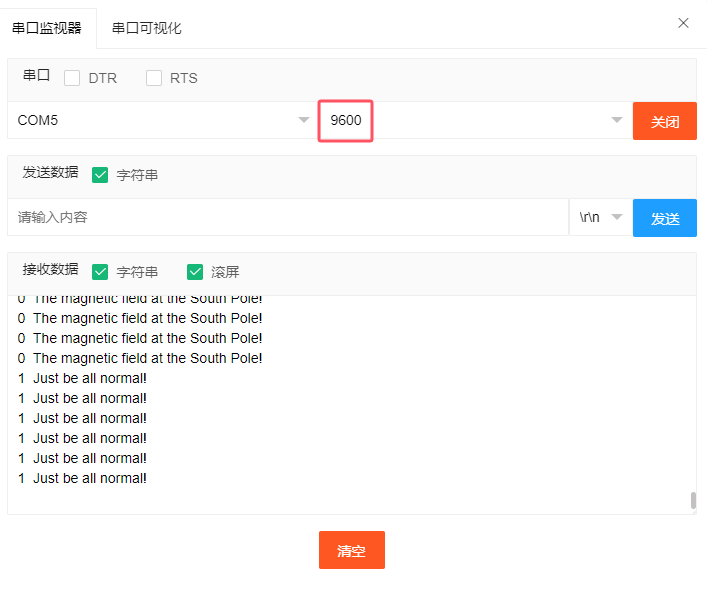 串口监视器 串口可视化
串口 DTR RTS
COM5 9600 关闭
发送数据 字符串
请输入内容 \r\n 发送
接收数据 字符串 滚屏
0 The magnetic field at the South Pole!
0 The magnetic field at the South Pole!
0 The magnetic field at the South Pole!
0 The magnetic field at the South Pole!
1 Just be all normal!
1 Just be all normal!
1 Just be all normal!
1 Just be all normal!
1 Just be all normal!
1 Just be all normal!
清空